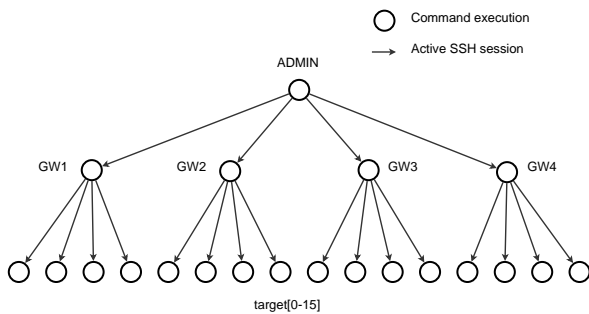 Command execution
Active SSH session
ADMIN
GW1
GW2
GW3
GW4
target[0-15]